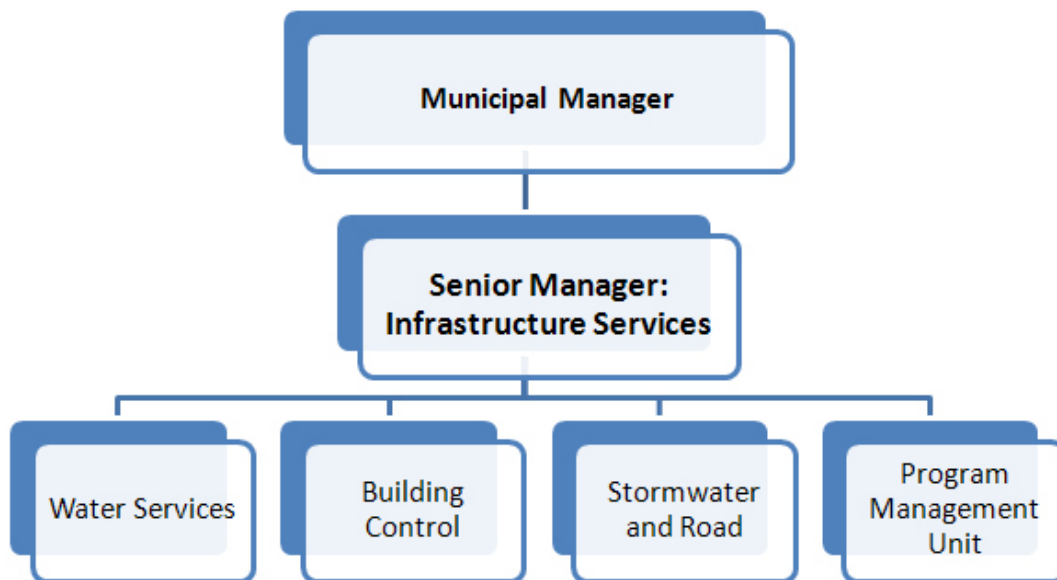 Municipal Manager
Senior Manager:
Infrastructure Services
Water Services
Building
Control
Stormwater
and Road
Program
Management
Unit